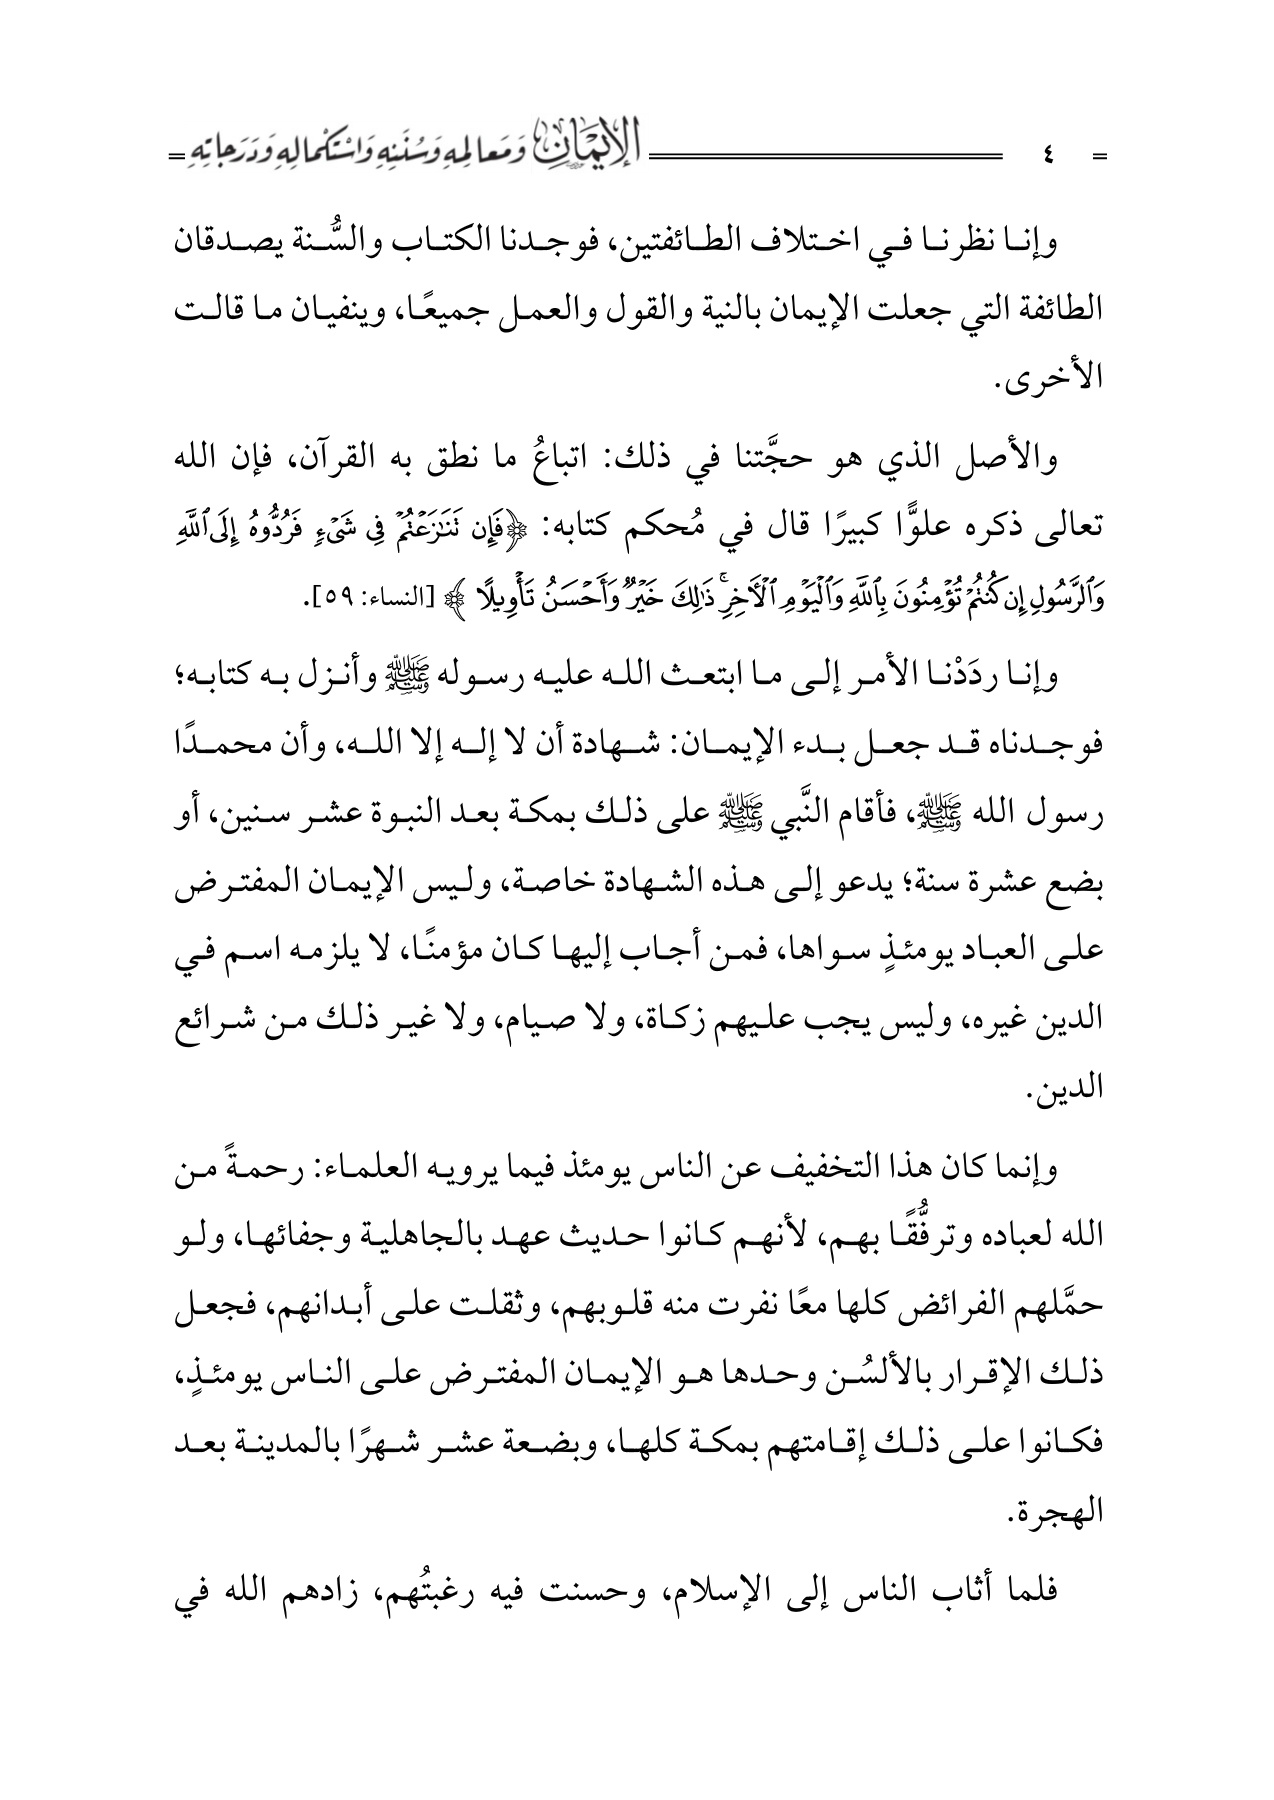 ٤ الإيمان ومعالمه وسننه واستكماله ودرجاته
وإنا نظرنا في اختلاف الطائفتين، فوجدنا الكتاب والسُّنة يصدقان
الطائفة التي جعلت الإيمان بالنية والقول والعمل جميعًا، وينفيان ما قالت
الأخرى.
والأصل الذي هو حجَّتنا في ذلك: اتباعُ ما نطق به القرآن، فإن الله
تعالى ذكره علوًّا كبيرًا قال في مُحكم كتابه: ﴿فَإِن تَنَٰزَعۡتُمۡ فِي شَيۡءٖ فَرُدُّوهُ إِلَى ٱللَّهِ
وَٱلرَّسُولِ إِن كُنتُمۡ تُؤۡمِنُونَ بِٱللَّهِ وَٱلۡيَوۡمِ ٱلۡأٓخِرِۚ ذَٰلِكَ خَيۡرٞ وَأَحۡسَنُ تَأۡوِيلًا﴾ [النساء: ٥٩].
وإنا ردَدْنا الأمر إلى ما ابتعث الله عليه رسوله ﷺ وأنزل به كتابه؛
فوجدناه قد جعل بدء الإيمان: شهادة أن لا إله إلا الله، وأن محمدًا
رسول الله ﷺ، فأقام النَّبي ﷺ على ذلك بمكة بعد النبوة عشر سنين، أو
بضع عشرة سنة؛ يدعو إلى هذه الشهادة خاصة، وليس الإيمان المفترض
على العباد يومئذٍ سواها، فمن أجاب إليها كان مؤمنًا، لا يلزمه اسم في
الدين غيره، وليس يجب عليهم زكاة، ولا صيام، ولا غير ذلك من شرائع
الدين.
وإنما كان هذا التخفيف عن الناس يومئذ فيما يرويه العلماء: رحمةً من
الله لعباده وترفُّقًا بهم، لأنهم كانوا حديث عهد بالجاهلية وجفائها، ولو
حمَّلهم الفرائض كلها معًا نفرت منه قلوبهم، وثقلت على أبدانهم، فجعل
ذلك الإقرار بالألسُن وحدها هو الإيمان المفترض على الناس يومئذٍ،
فكانوا على ذلك إقامتهم بمكة كلها، وبضعة عشر شهرًا بالمدينة بعد
الهجرة.
فلما أثاب الناس إلى الإسلام، وحسنت فيه رغبتُهم، زادهم الله في